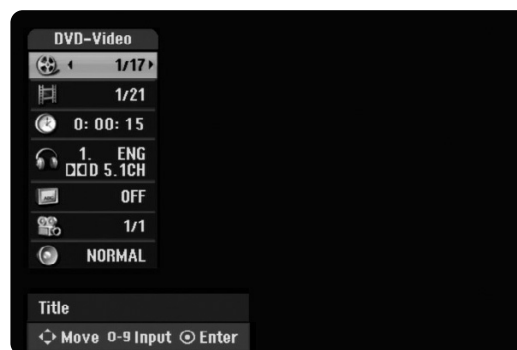 DVD-Video
1/17
1/21
0: 00: 15
1. ENG
D 5.1CH
OFF
1/1
NORMAL
Title
Move 0-9 Input Enter